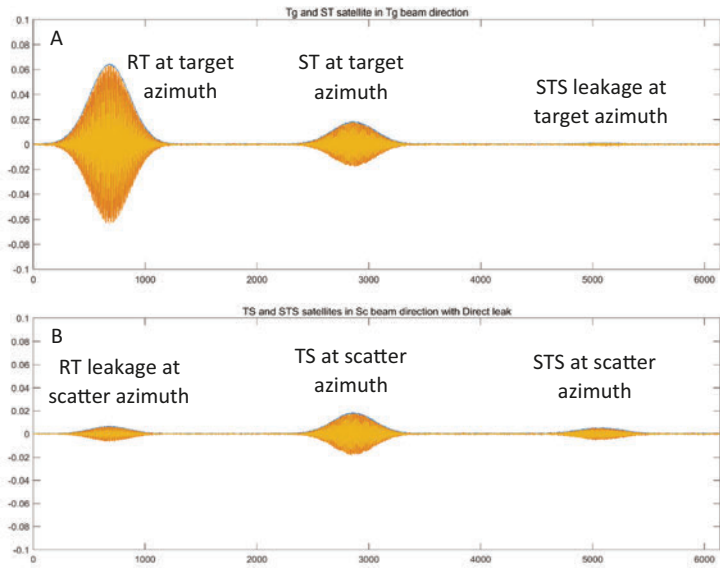 Tg and ST satellite in Tg beam direction
0.1
0.08
0.06
0.04
0.02
0
-0.02
-0.04
-0.06
-0.08
-0.1
A
RT at target
azimuth
ST at target
azimuth
STS leakage at
target azimuth
0 1000 2000 3000 4000 5000 6000
TS and STS satellites in Sc beam direction with Direct leak
0.1
0.08
0.06
0.04
0.02
0
-0.02
-0.04
-0.06
-0.08
-0.1
B
RT leakage at
scatter azimuth
TS at scatter
azimuth
STS at scatter
azimuth
0 1000 2000 3000 4000 5000 6000